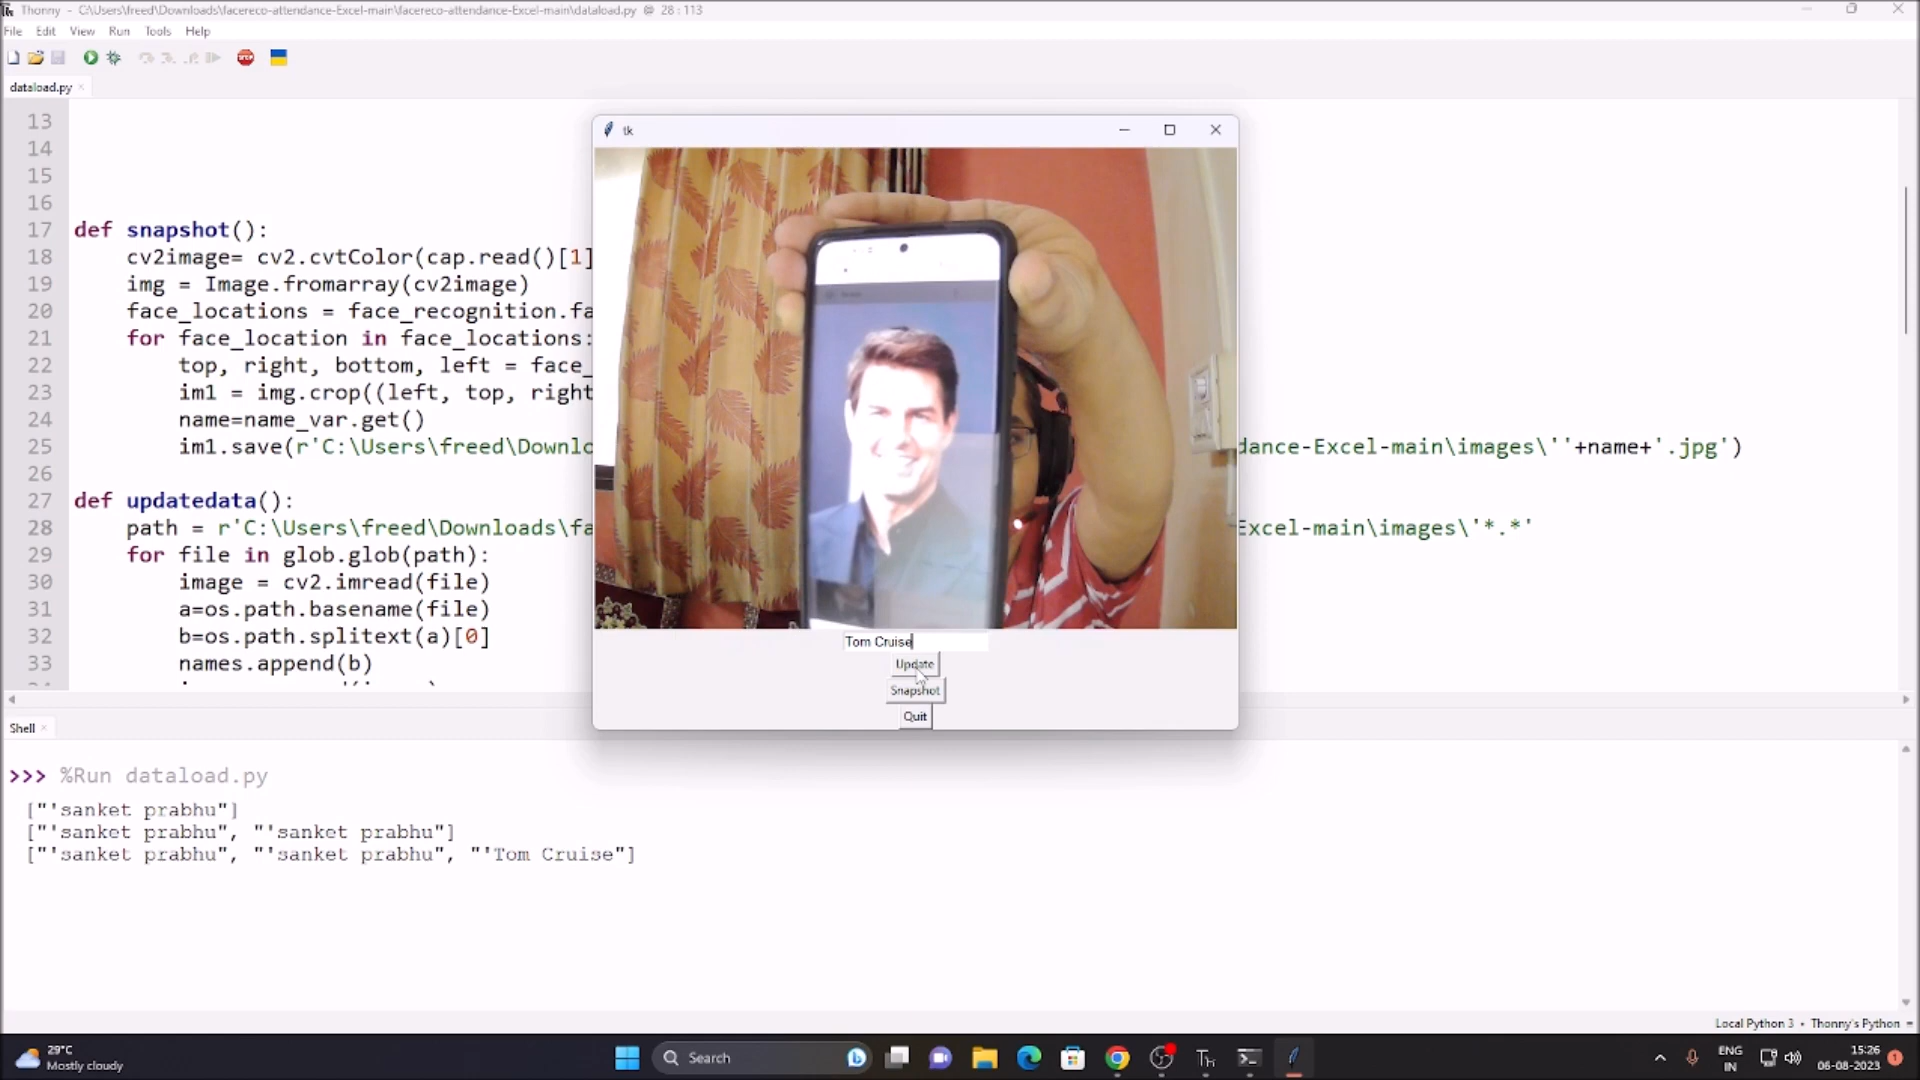 Thonny - C:\Users\freed\Downloads\facereco-attendance-Excel-main\facereco-attendance-Excel-main\dataload.py @ 28 : 113
File Edit View Run Tools Help
STOP
dataload.py ×
tk
13
14
15
16
17 def snapshot():
18 cv2image= cv2.cvtColor(cap.read()[1]
19 img = Image.fromarray(cv2image)
20 face_locations = face_recognition.fa
21 for face_location in face_locations:
22 top, right, bottom, left = face_
23 im1 = img.crop((left, top, right
24 name=name_var.get()
25 im1.save(r'C:\Users\freed\Downlo dance-Excel-main\images\''+name+'.jpg')
26
27 def updatedata():
28 path = r'C:\Users\freed\Downloads\fa Excel-main\images\'*.*'
29 for file in glob.glob(path):
30 image = cv2.imread(file)
31 a=os.path.basename(file)
32 b=os.path.splitext(a)[0]
33 names.append(b)
Tom Cruise
Update
Snapshot
Quit
Shell ×
>>> %Run dataload.py
["'sanket prabhu"]
["'sanket prabhu", "'sanket prabhu"]
["'sanket prabhu", "'sanket prabhu", "'Tom Cruise"]
Local Python 3 • Thonny's Python
29°C
Mostly cloudy
Search
Th
ENG
IN
15:26
06-08-2023
1